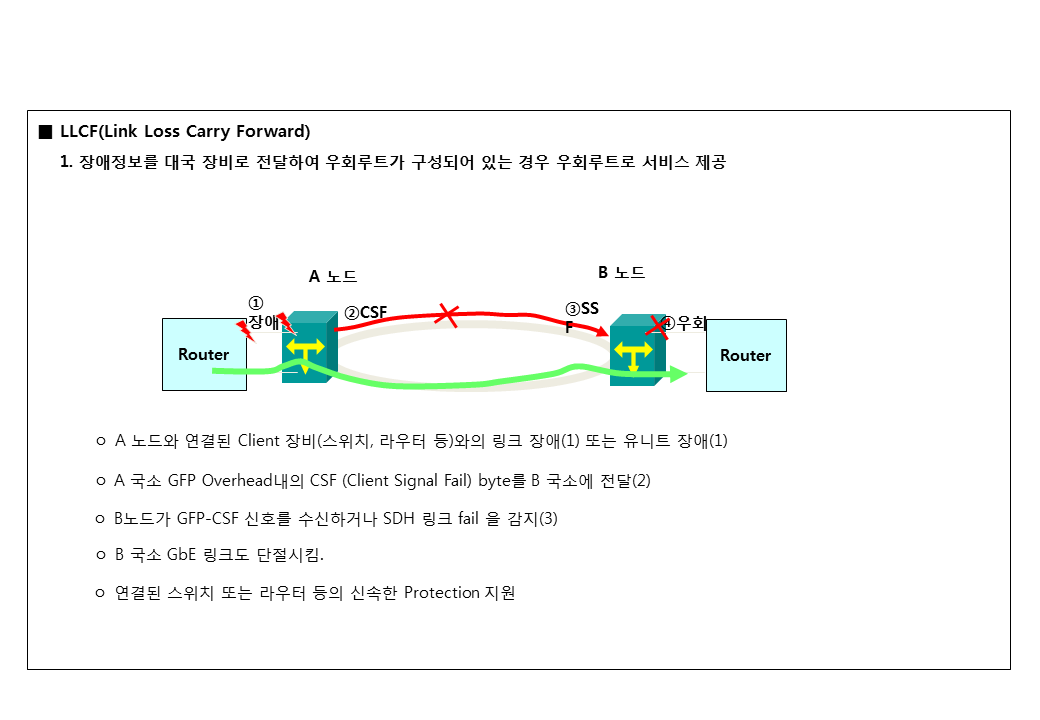 ■ LLCF(Link Loss Carry Forward)
1. 장애정보를 대국 장비로 전달하여 우회루트가 구성되어 있는 경우 우회루트로 서비스 제공
A 노드
B 노드
①
장애
②CSF
③SS
F
④우회
Router
Router
○ A 노드와 연결된 Client 장비(스위치, 라우터 등)와의 링크 장애(1) 또는 유니트 장애(1)
○ A 국소 GFP Overhead내의 CSF (Client Signal Fail) byte를 B 국소에 전달(2)
○ B노드가 GFP-CSF 신호를 수신하거나 SDH 링크 fail 을 감지(3)
○ B 국소 GbE 링크도 단절시킴.
○ 연결된 스위치 또는 라우터 등의 신속한 Protection 지원